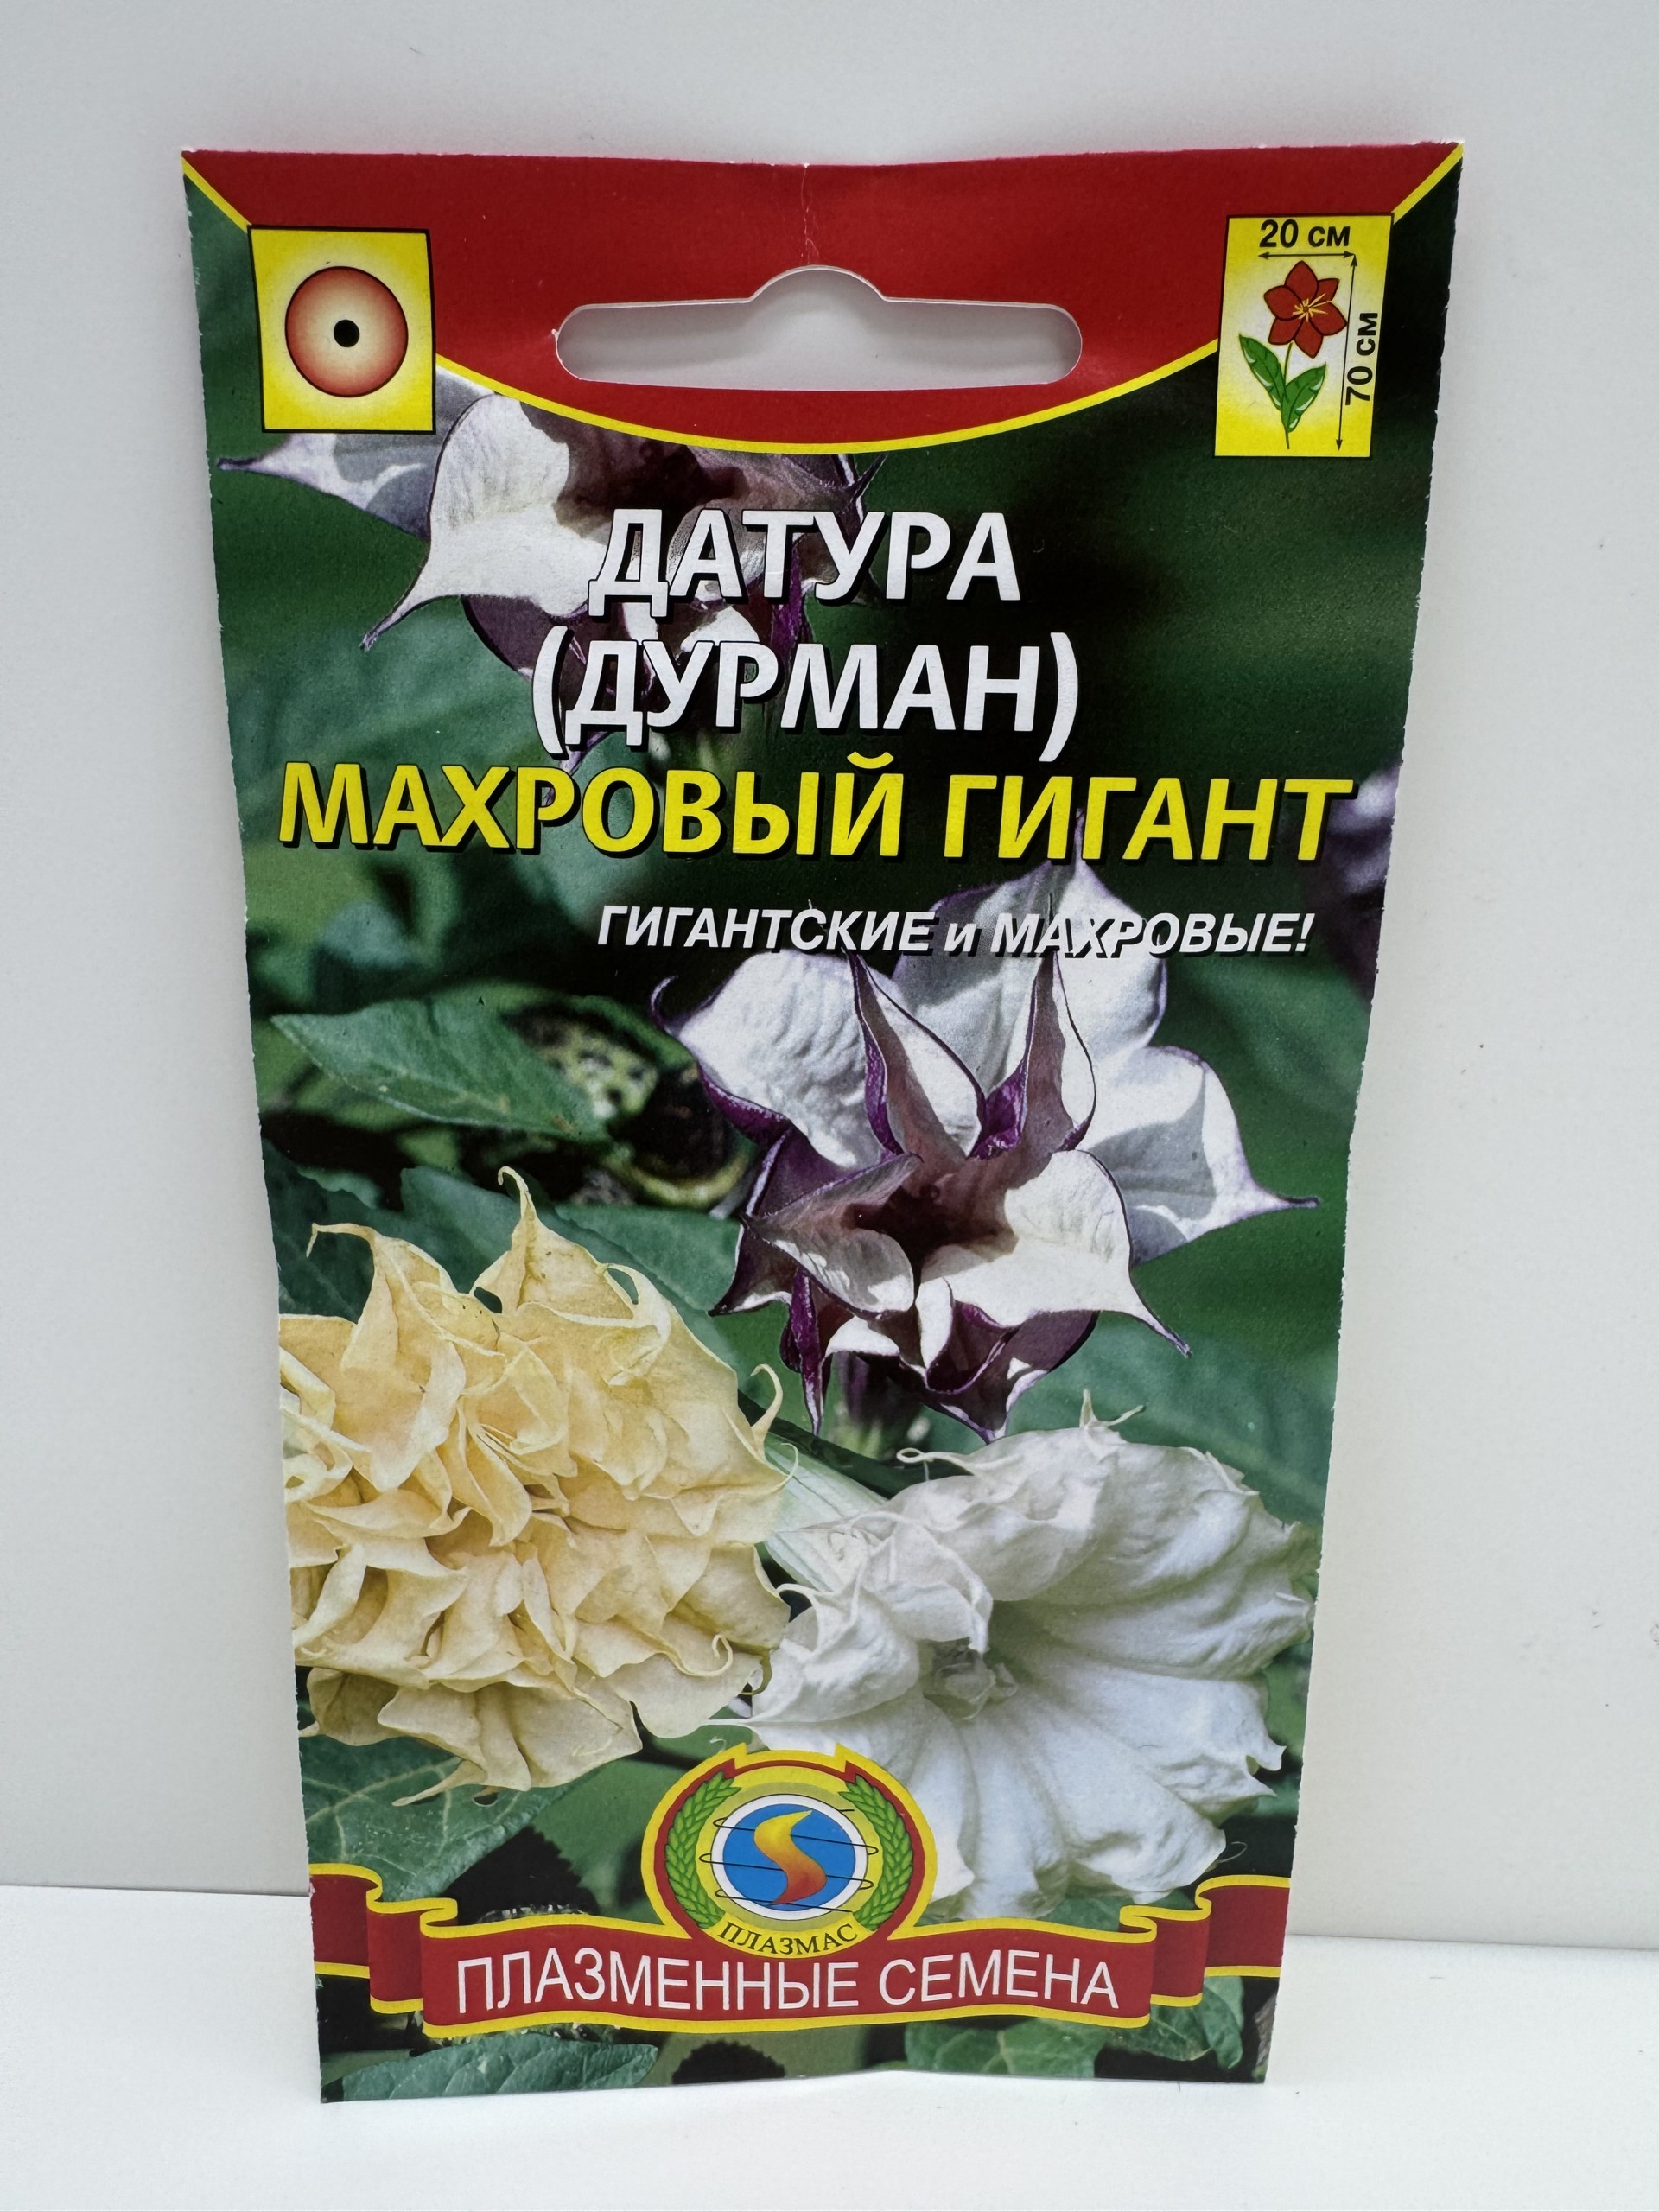 20 см
70 см
ДАТУРА
(ДУРМАН)
МАХРОВЫЙ ГИГАНТ
ГИГАНТСКИЕ и МАХРОВЫЕ!
ПЛАЗМАС
ПЛАЗМЕННЫЕ СЕМЕНА